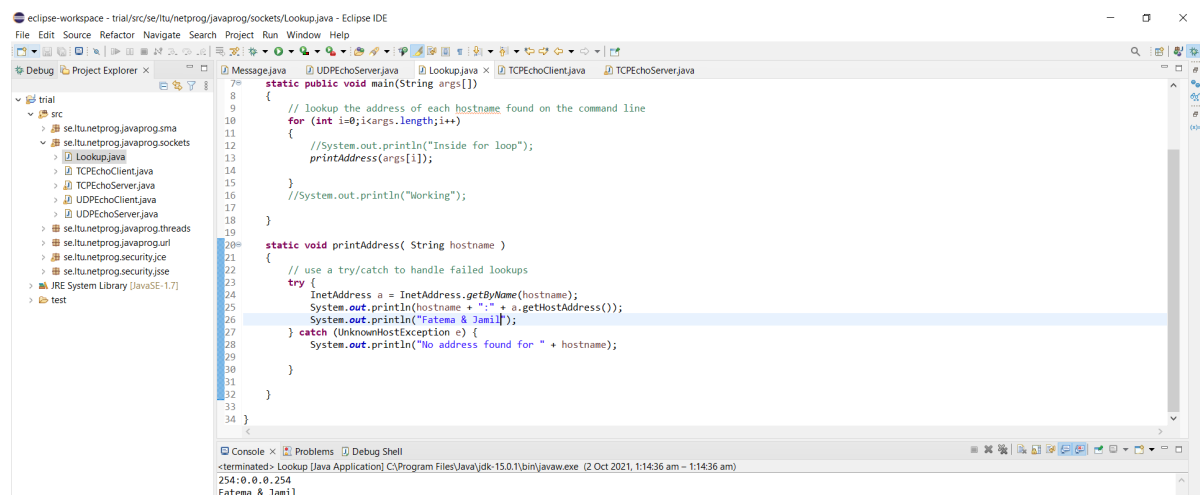 eclipse-workspace - trial/src/se/ltu/netprog/javaprog/sockets/Lookup.java - Eclipse IDE
File Edit Source Refactor Navigate Search Project Run Window Help
Debug Project Explorer
trial
src
se.ltu.netprog.javaprog.sma
se.ltu.netprog.javaprog.sockets
Lookup.java
TCPEchoClient.java
TCPEchoServer.java
UDPEchoClient.java
UDPEchoServer.java
se.ltu.netprog.javaprog.threads
se.ltu.netprog.javaprog.url
se.ltu.netprog.security.jce
se.ltu.netprog.security.jsse
JRE System Library [JavaSE-1.7]
test
Message.java UDPEchoServer.java Lookup.java TCPEchoClient.java TCPEchoServer.java
7 static public void main(String args[])
8 {
9 // lookup the address of each hostname found on the command line
10 for (int i=0;i<args.length;i++)
11 {
12 //System.out.println("Inside for loop");
13 printAddress(args[i]);
14
15 }
16 //System.out.println("Working");
17
18 }
19
20 static void printAddress( String hostname )
21 {
22 // use a try/catch to handle failed lookups
23 try {
24 InetAddress a = InetAddress.getByName(hostname);
25 System.out.println(hostname + ":" + a.getHostAddress());
26 System.out.println("Fatema & Jamil");
27 } catch (UnknownHostException e) {
28 System.out.println("No address found for " + hostname);
29
30 }
31
32 }
33
34 }
Console Problems Debug Shell
<terminated> Lookup [Java Application] C:\Program Files\Java\jdk-15.0.1\bin\javaw.exe (2 Oct 2021, 1:14:36 am – 1:14:36 am)
254:0.0.0.254
Fatema & Jamil